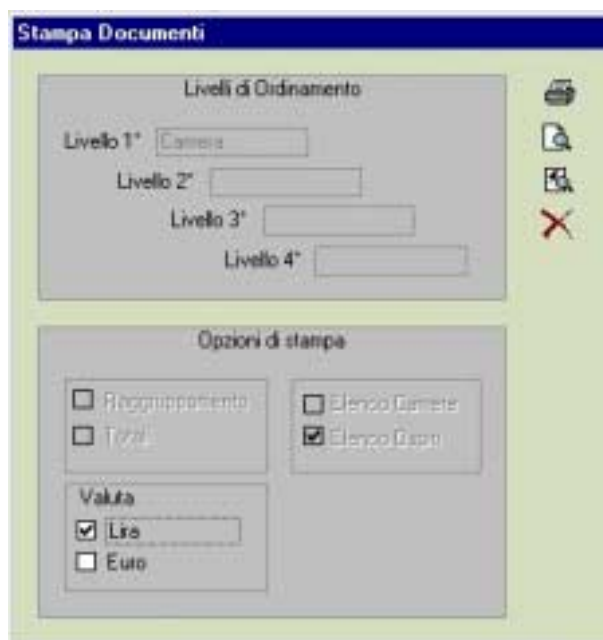 Stampa Documenti
Livelli di Ordinamento
Livello 1° Camera
Livello 2°
Livello 3°
Livello 4°
Opzioni di stampa
Raggruppamento
Totali
Elenco Camere
Elenco Ospiti
Valuta
Lira
Euro